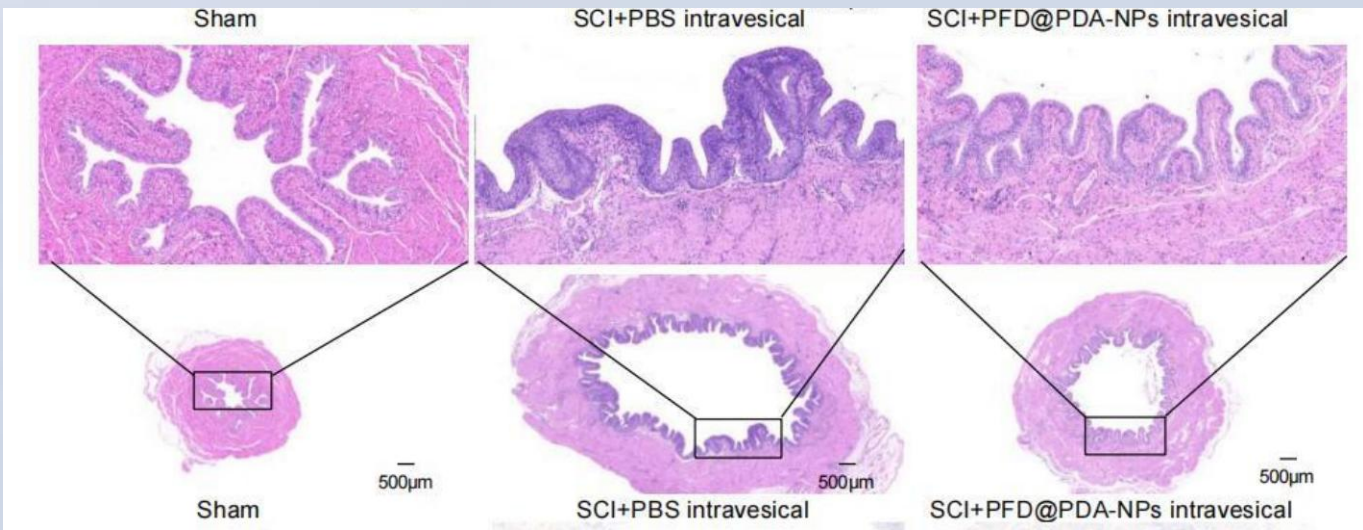 Sham
SCI+PBS intravesical
SCI+PFD@PDA-NPs intravesical
500μm
500μm
500μm
Sham
SCI+PBS intravesical
SCI+PFD@PDA-NPs intravesical